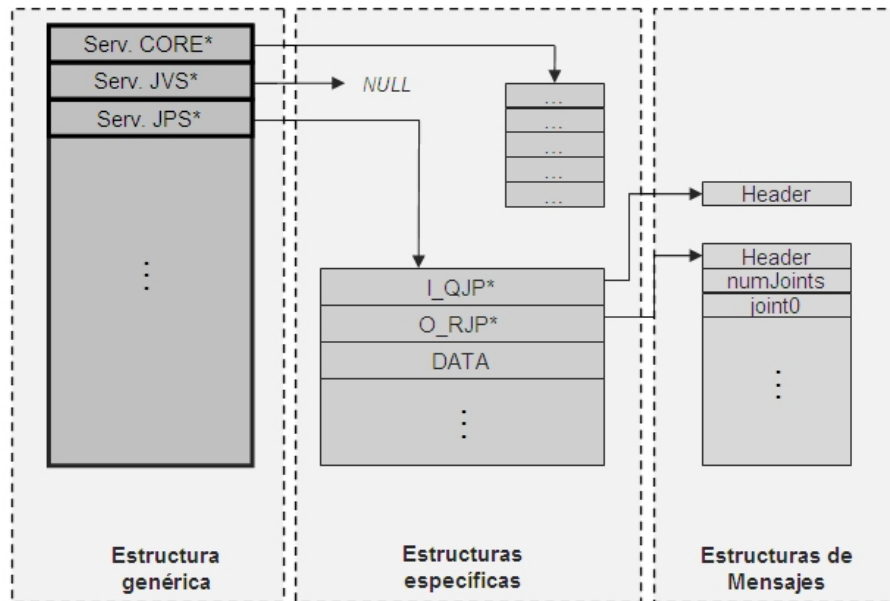 Serv. CORE*
Serv. JVS*
Serv. JPS*
⋮
Estructura
genérica
NULL
...
...
...
...
...
I_QJP*
O_RJP*
DATA
⋮
Estructuras
específicas
Header
Header
numJoints
joint0
⋮
Estructuras de
Mensajes